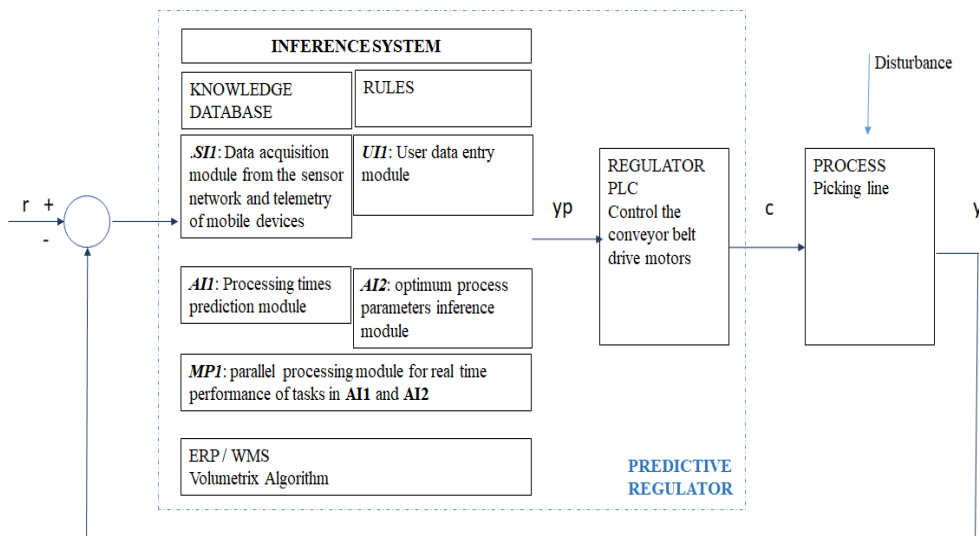 INFERENCE SYSTEM
KNOWLEDGE
DATABASE
RULES
Disturbance
.SI1: Data acquisition
module from the sensor
network and telemetry
of mobile devices
UI1: User data entry
module
r +
-
yp
REGULATOR
PLC
Control the
conveyor belt
drive motors
c
PROCESS
Picking line
y
AI1: Processing times
prediction module
AI2: optimum process
parameters inference
module
MP1: parallel processing module for real time
performance of tasks in AI1 and AI2
ERP / WMS
Volumetrix Algorithm
PREDICTIVE
REGULATOR